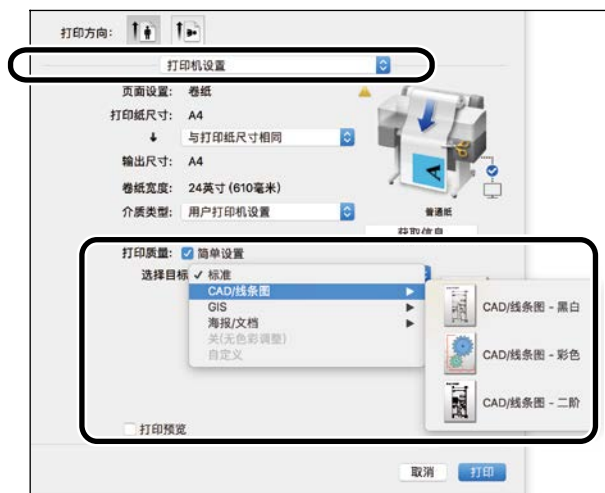 打印方向:
打印机设置
页面设置: 卷纸
打印纸尺寸: A4
与打印纸尺寸相同
输出尺寸: A4
卷纸宽度: 24英寸 (610毫米)
介质类型: 用户打印机设置
普通纸
获取信息
打印质量: 简单设置
选择目标
标准
CAD/线条图
GIS
海报/文档
关(无色彩调整)
自定义
CAD/线条图 - 黑白
CAD/线条图 - 彩色
CAD/线条图 - 二阶
打印预览
取消 打印